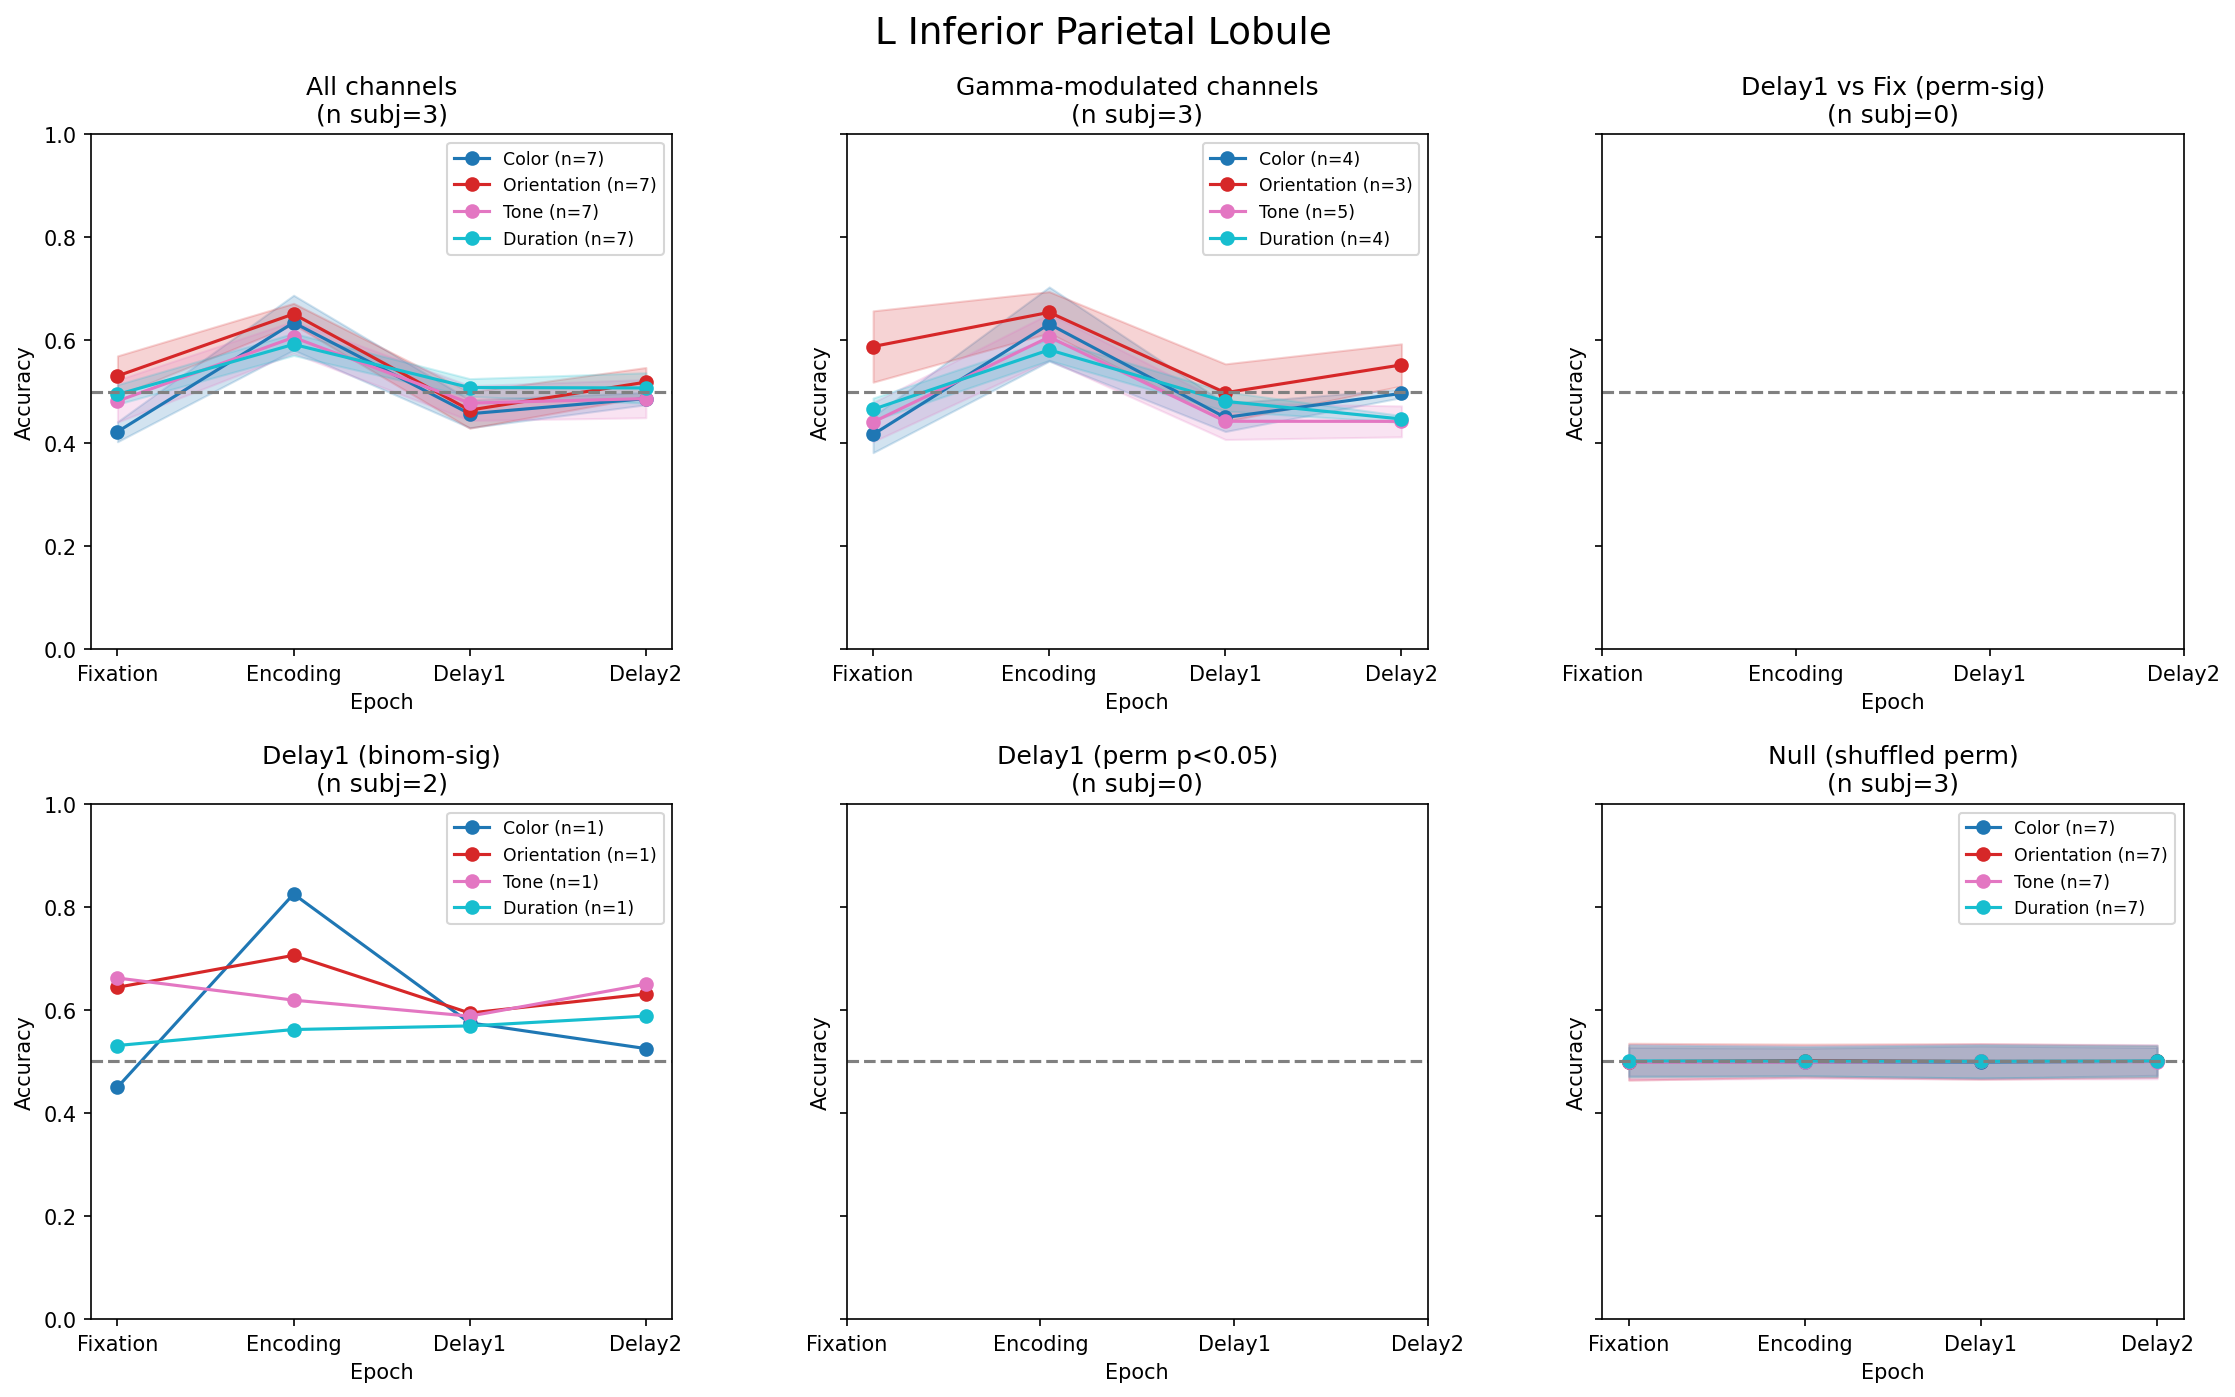 L Inferior Parietal Lobule
All channels
(n subj=3)
1.0
0.8
0.6
0.4
0.2
0.0
Accuracy
Color (n=7)
Orientation (n=7)
Tone (n=7)
Duration (n=7)
Fixation Encoding Delay1 Delay2
Epoch
Gamma-modulated channels
(n subj=3)
Accuracy
Color (n=4)
Orientation (n=3)
Tone (n=5)
Duration (n=4)
Fixation Encoding Delay1 Delay2
Epoch
Delay1 vs Fix (perm-sig)
(n subj=0)
Accuracy
Fixation Encoding Delay1 Delay2
Epoch
Delay1 (binom-sig)
(n subj=2)
1.0
0.8
0.6
0.4
0.2
0.0
Accuracy
Color (n=1)
Orientation (n=1)
Tone (n=1)
Duration (n=1)
Fixation Encoding Delay1 Delay2
Epoch
Delay1 (perm p<0.05)
(n subj=0)
Accuracy
Fixation Encoding Delay1 Delay2
Epoch
Null (shuffled perm)
(n subj=3)
Accuracy
Color (n=7)
Orientation (n=7)
Tone (n=7)
Duration (n=7)
Fixation Encoding Delay1 Delay2
Epoch